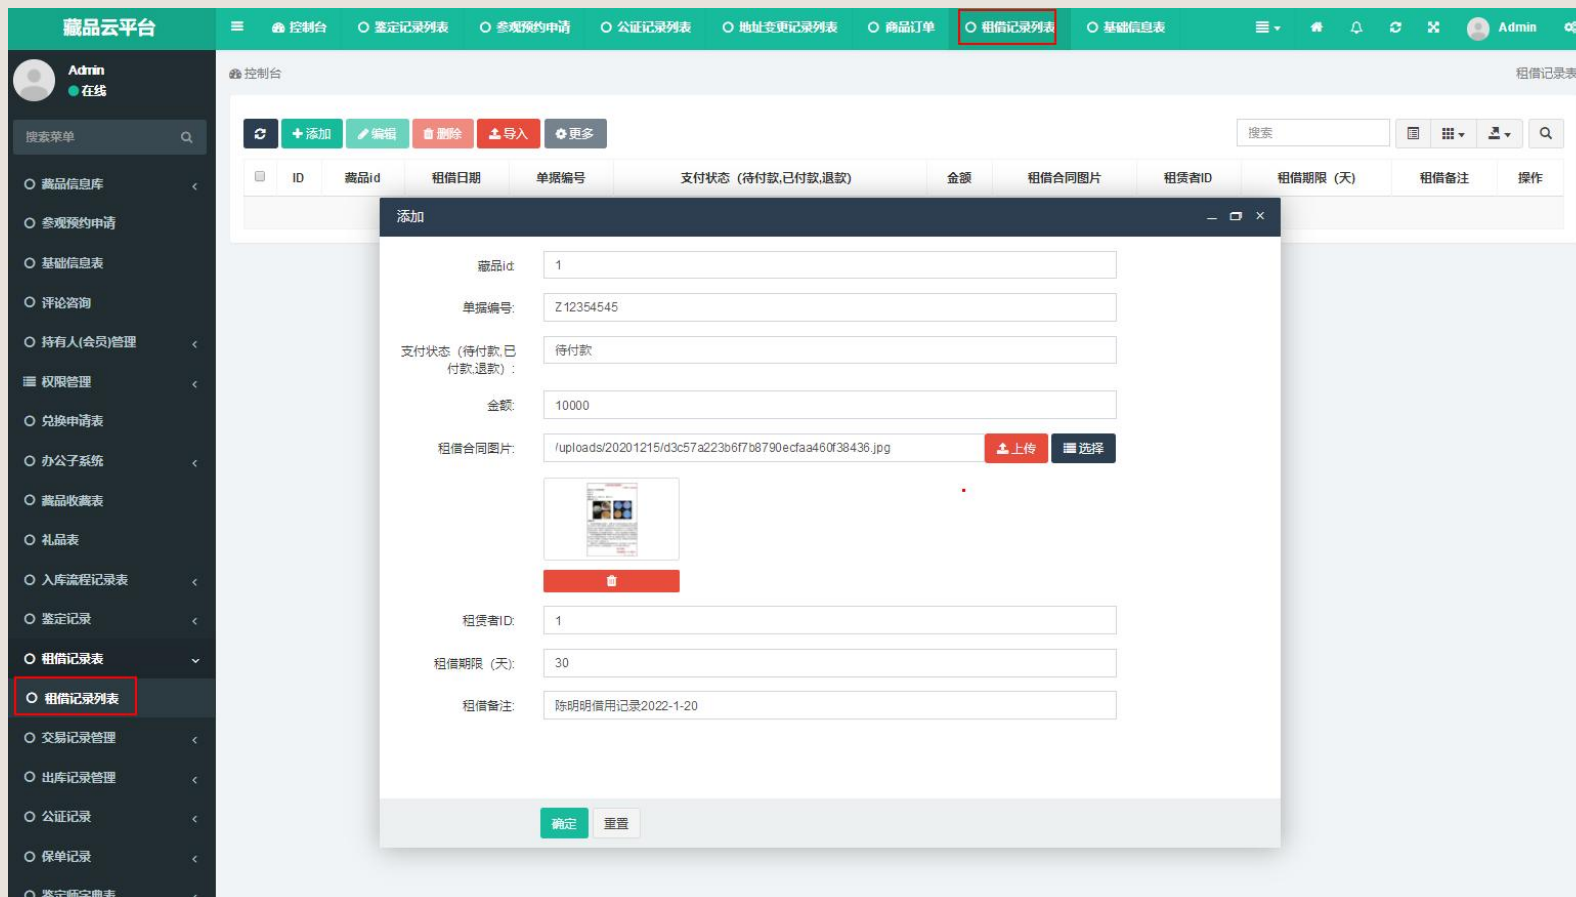 藏品云平台
控制台
鉴定记录列表
参观预约申请
公证记录列表
地址变更记录列表
商品订单
租借记录列表
基础信息表
Admin
Admin
在线
控制台
租借记录表
搜索菜单
添加
编辑
删除
导入
更多
搜索
ID
藏品id
租借日期
单据编号
支付状态（待付款,已付款,退款）
金额
租借合同图片
租赁者ID
租借期限（天）
租借备注
操作
藏品信息库
参观预约申请
基础信息表
评论咨询
持有人(会员)管理
权限管理
兑换申请表
办公子系统
藏品收藏表
礼品表
入库流程记录表
鉴定记录
租借记录表
租借记录列表
交易记录管理
出库记录管理
公证记录
保单记录
鉴定师字典表
添加
藏品id:
1
单据编号:
Z12354545
支付状态（待付款,已
付款,退款）:
待付款
金额:
10000
租借合同图片:
/uploads/20201215/d3c57a223b6f7b8790ecfaa460f38436.jpg
上传
选择
租赁者ID:
1
租借期限（天）:
30
租借备注:
陈明明借用记录2022-1-20
确定
重置